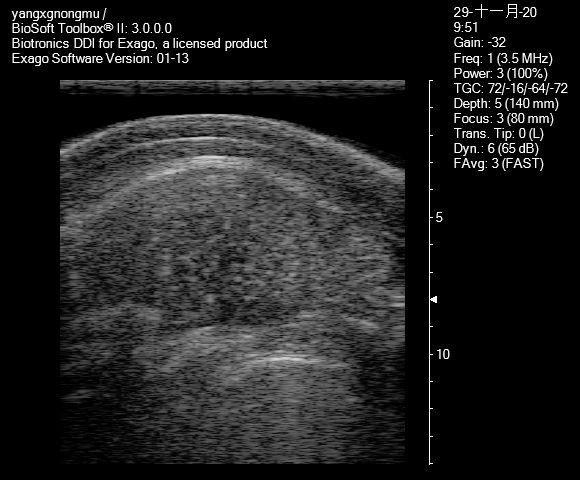 yangxgnongmu /
BioSoft Toolbox® II: 3.0.0.0
Biotronics DDI for Exago, a licensed product
Exago Software Version: 01-13
29-十一月-20
9:51
Gain: -32
Freq: 1 (3.5 MHz)
Power: 3 (100%)
TGC: 72/-16/-64/-72
Depth: 5 (140 mm)
Focus: 3 (80 mm)
Trans. Tip: 0 (L)
Dyn.: 6 (65 dB)
FAvg: 3 (FAST)
5
10